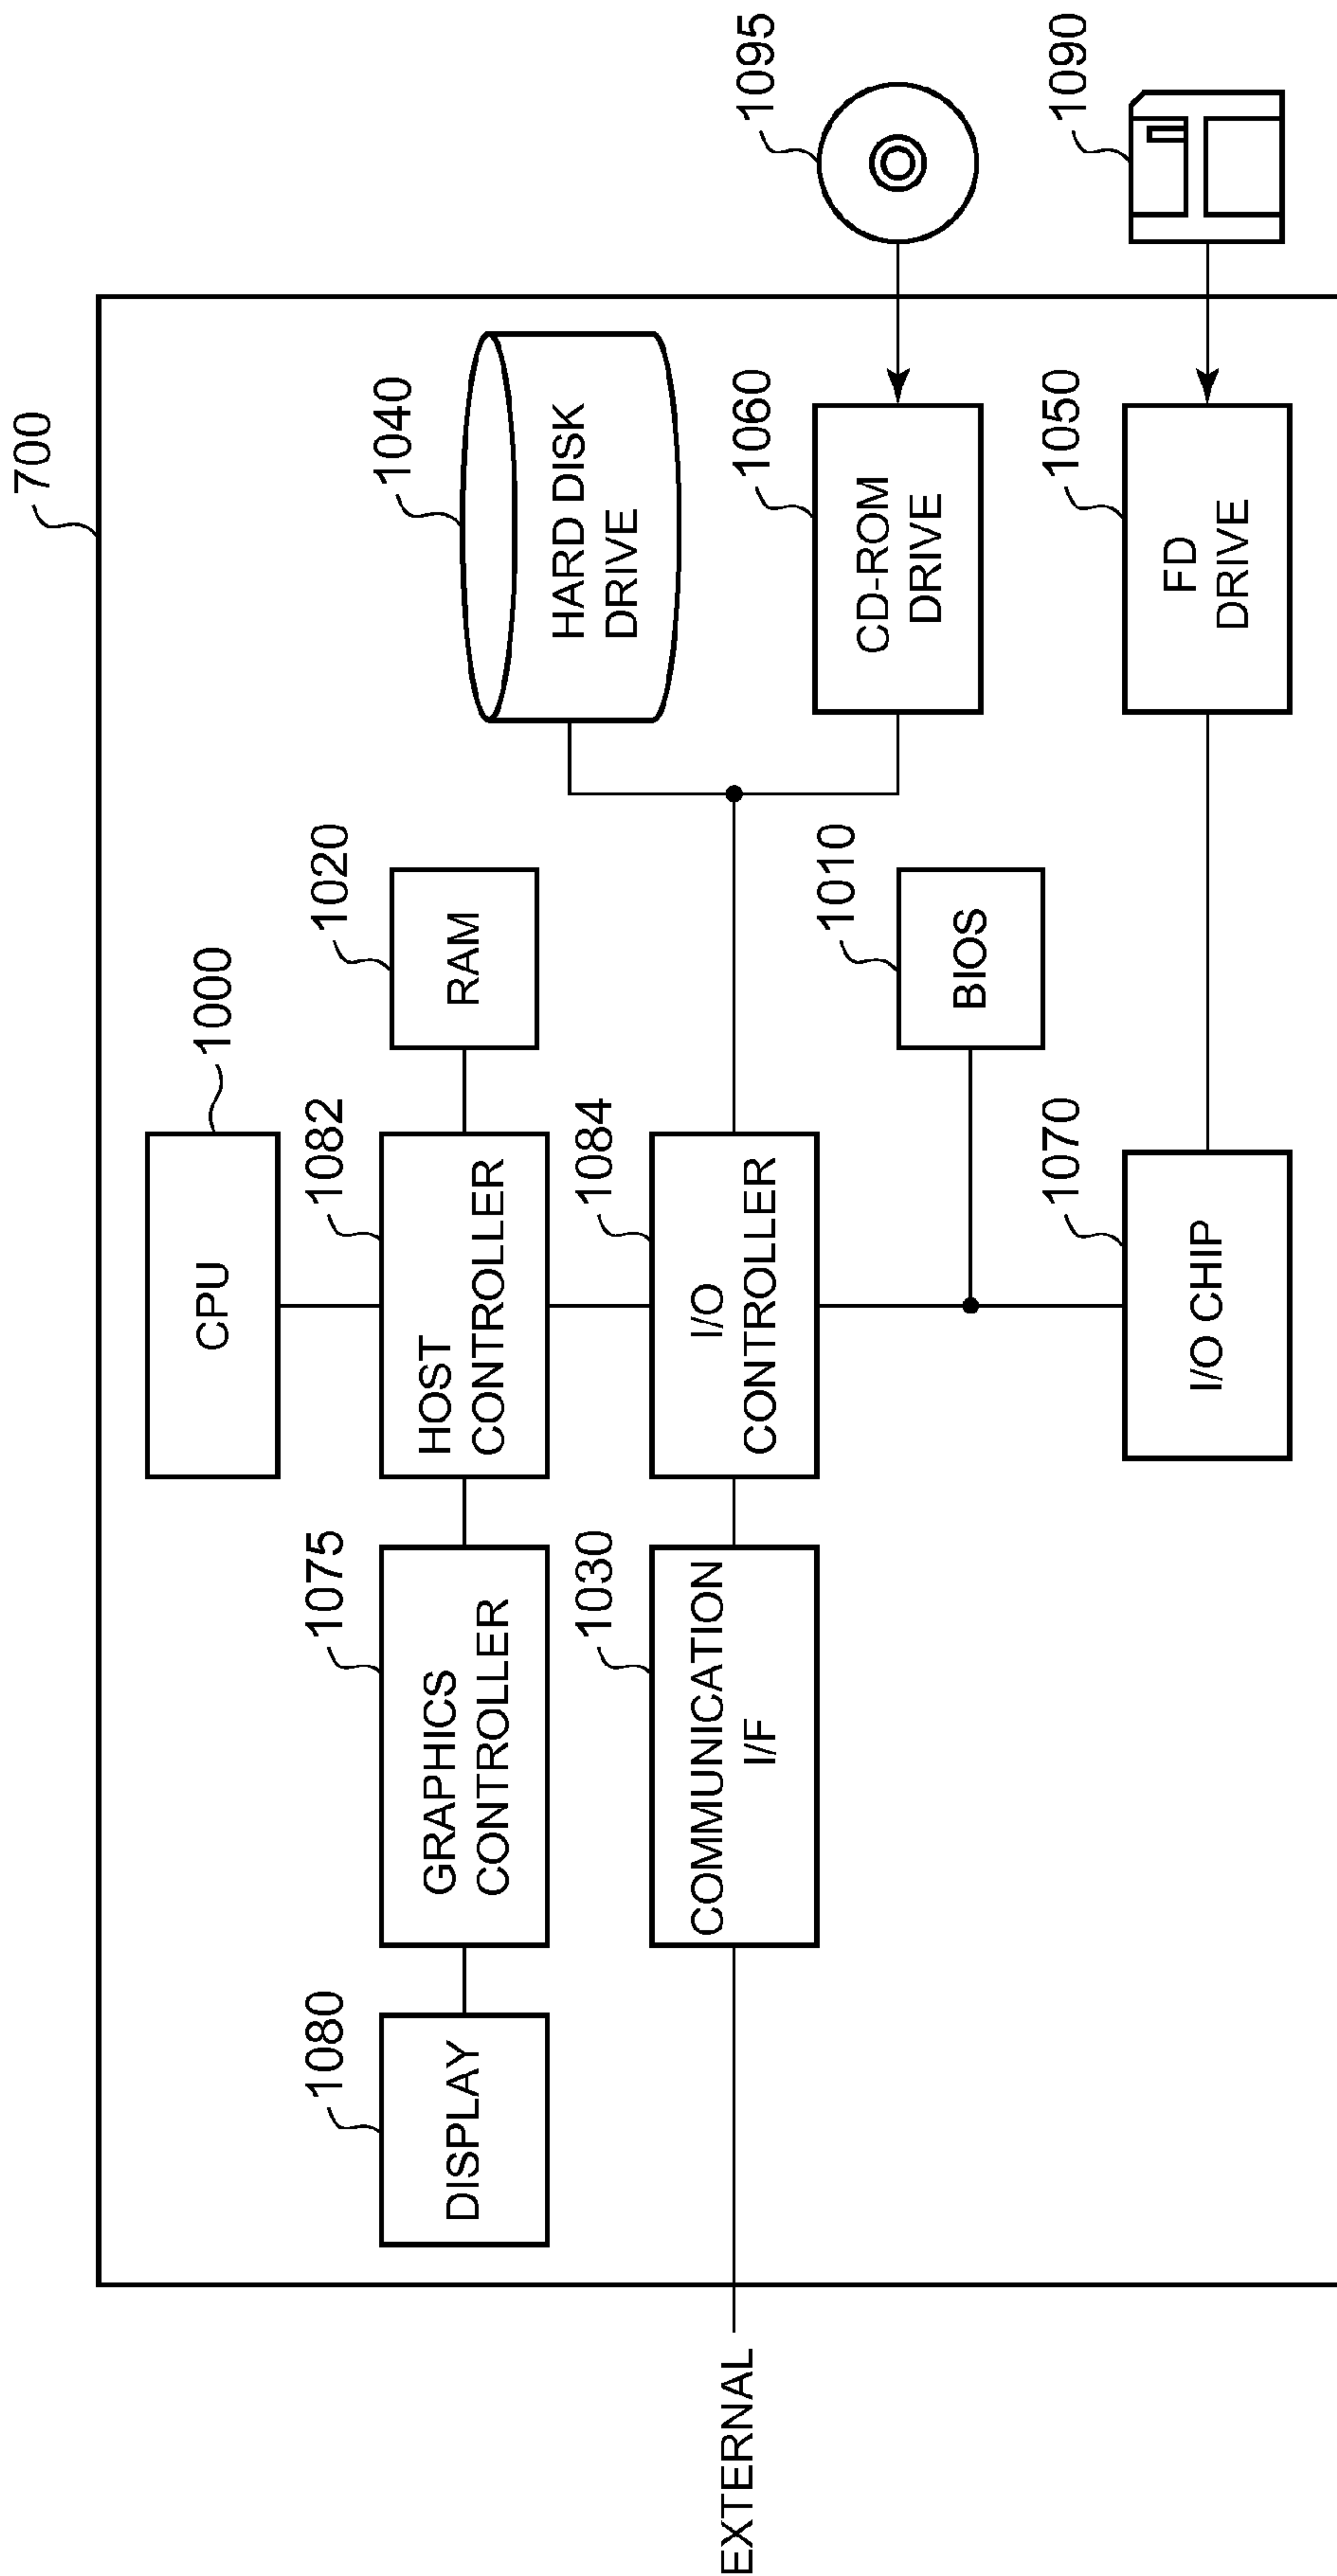 700
CPU
1000
1080
DISPLAY
1075
GRAPHICS
CONTROLLER
1082
HOST
CONTROLLER
1020
RAM
1040
HARD DISK
DRIVE
EXTERNAL
1030
COMMUNICATION
I/F
1084
I/O
CONTROLLER
1060
CD-ROM
DRIVE
1095
1010
BIOS
1070
I/O CHIP
1050
FD
DRIVE
1090